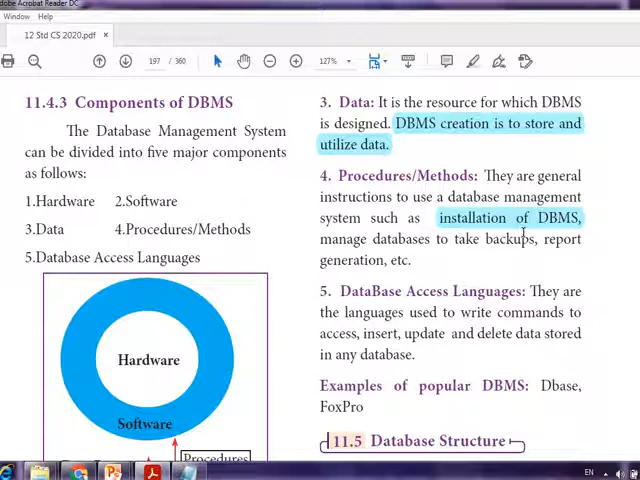 dobe Acrobat Reader DC
Window Help
12 Std CS 2020.pdf ×
197 / 360 127%
11.4.3 Components of DBMS
The Database Management System
can be divided into five major components
as follows:
1.Hardware 2.Software
3.Data 4.Procedures/Methods
5.Database Access Languages
Hardware
Software
Procedures
3. Data: It is the resource for which DBMS
is designed. DBMS creation is to store and
utilize data.
4. Procedures/Methods: They are general
instructions to use a database management
system such as installation of DBMS,
manage databases to take backups, report
generation, etc.
5. DataBase Access Languages: They are
the languages used to write commands to
access, insert, update and delete data stored
in any database.
Examples of popular DBMS: Dbase,
FoxPro
11.5 Database Structure
EN